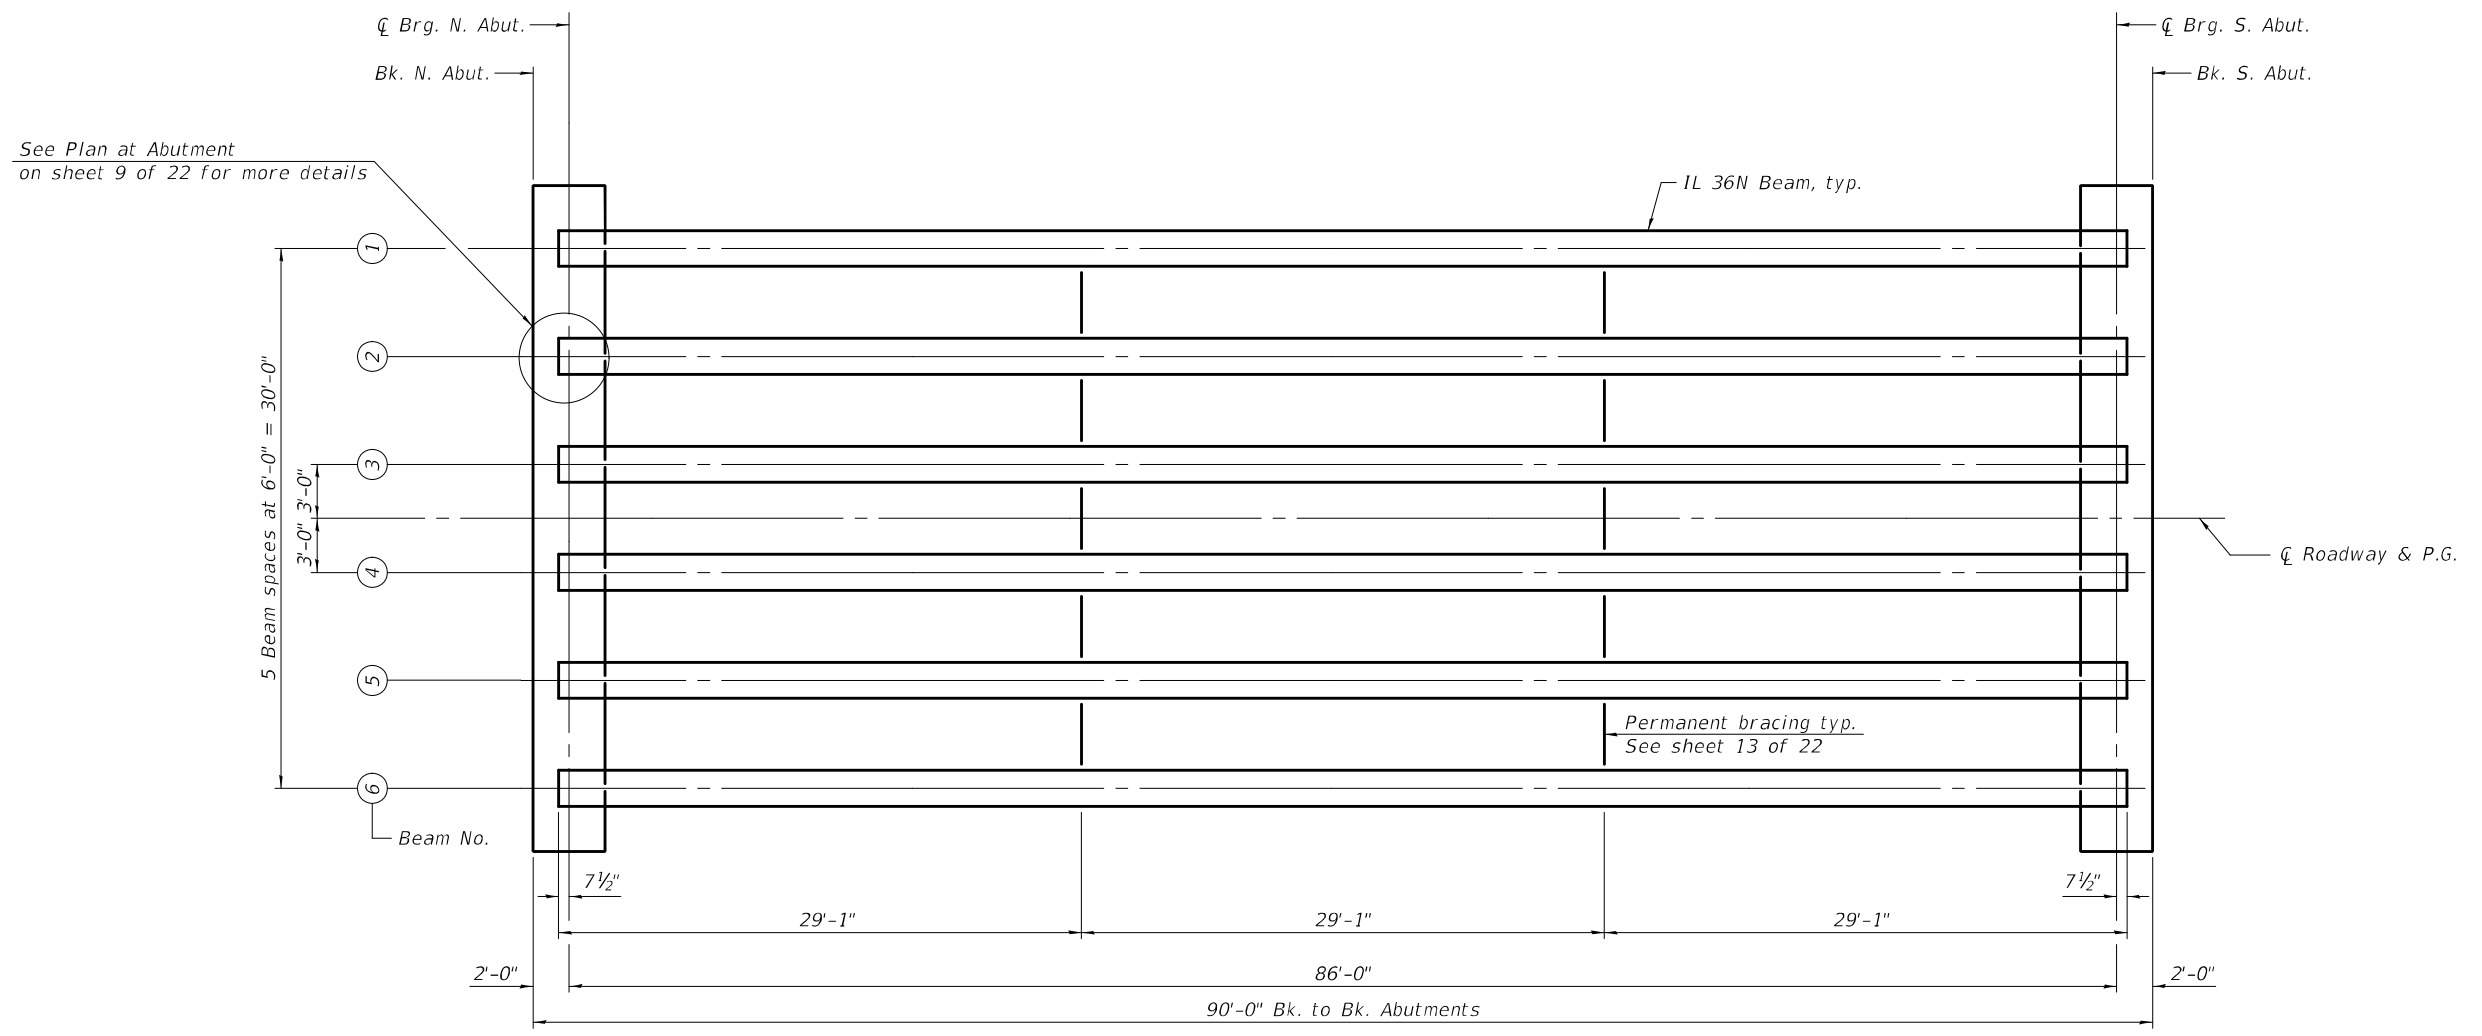 ℄ Brg. N. Abut.
℄ Brg. S. Abut.
Bk. N. Abut.
Bk. S. Abut.
See Plan at Abutment
on sheet 9 of 22 for more details
IL 36N Beam, typ.
1
2
3
4
5
6
5 Beam spaces at 6'-0" = 30'-0"
3'-0"
3'-0"
℄ Roadway & P.G.
Permanent bracing typ.
See sheet 13 of 22
Beam No.
7½"
7½"
29'-1"
29'-1"
29'-1"
2'-0"
86'-0"
2'-0"
90'-0" Bk. to Bk. Abutments